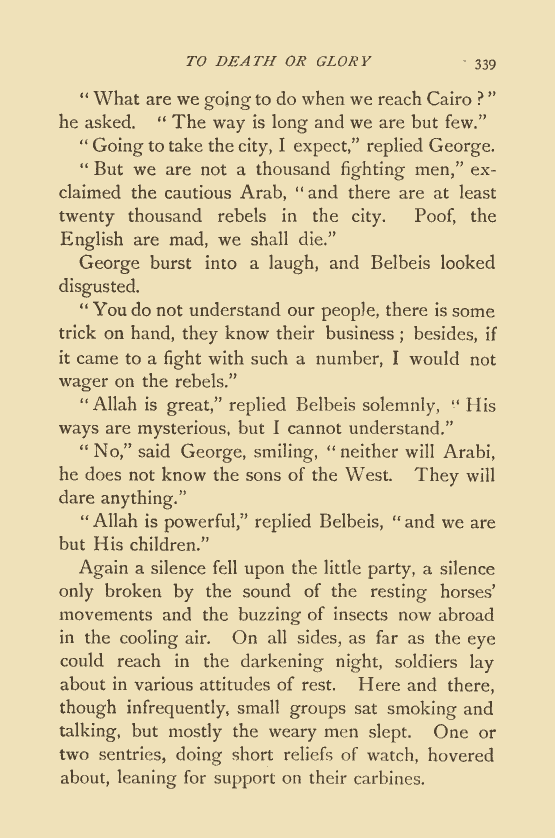 TO DEATH OR GLORY 339
“ What are we going to do when we reach Cairo ? ”
he asked. “ The way is long and we are but few.”
“ Going to take the city, I expect,” replied George.
“ But we are not a thousand fighting men,” ex-
claimed the cautious Arab, “ and there are at least
twenty thousand rebels in the city. Poof, the
English are mad, we shall die.”
George burst into a laugh, and Belbeis looked
disgusted.
“ You do not understand our people, there is some
trick on hand, they know their business ; besides, if
it came to a fight with such a number, I would not
wager on the rebels.”
“ Allah is great,” replied Belbeis solemnly, “ His
ways are mysterious, but I cannot understand.”
“ No,” said George, smiling, “ neither will Arabi,
he does not know the sons of the West. They will
dare anything.”
“ Allah is powerful,” replied Belbeis, “ and we are
but His children.”
Again a silence fell upon the little party, a silence
only broken by the sound of the resting horses’
movements and the buzzing of insects now abroad
in the cooling air. On all sides, as far as the eye
could reach in the darkening night, soldiers lay
about in various attitudes of rest. Here and there,
though infrequently, small groups sat smoking and
talking, but mostly the weary men slept. One or
two sentries, doing short reliefs of watch, hovered
about, leaning for support on their carbines.